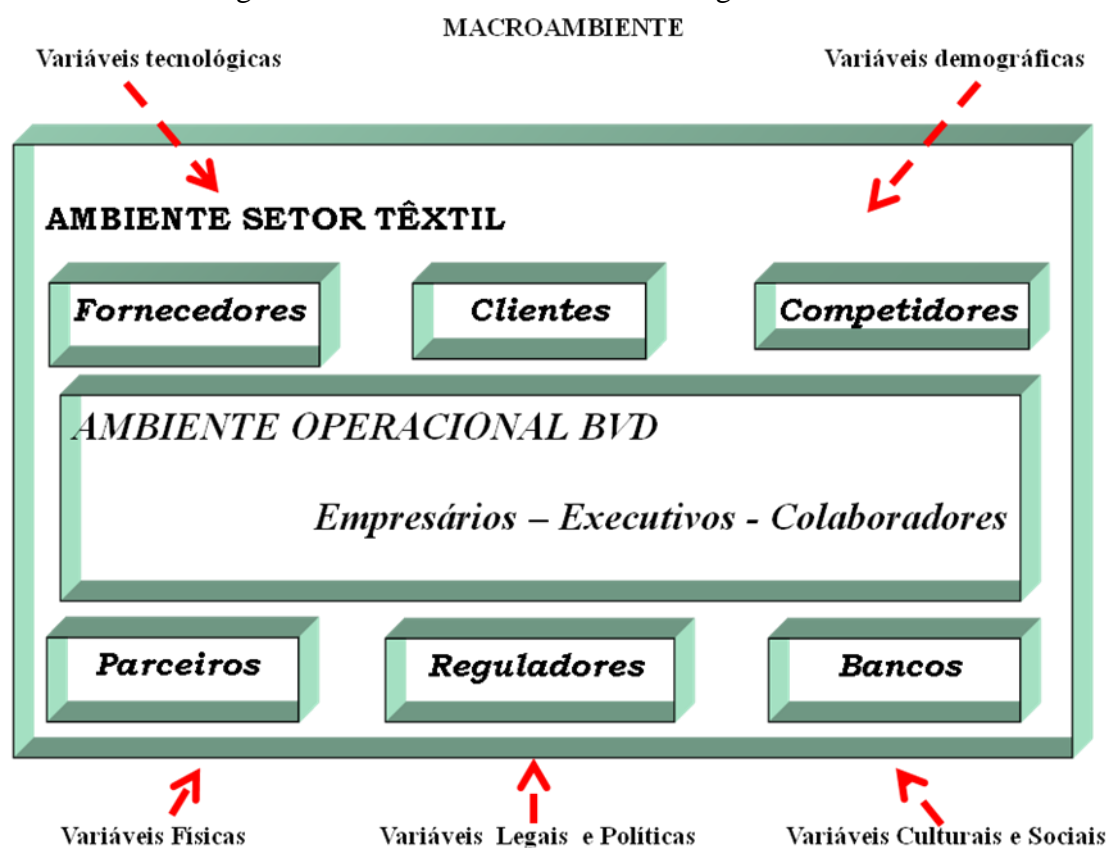 MACROAMBIENTE
Variáveis tecnológicas
Variáveis demográficas
AMBIENTE SETOR TÊXTIL
Fornecedores
Clientes
Competidores
AMBIENTE OPERACIONAL BVD
Empresários – Executivos - Colaboradores
Parceiros
Reguladores
Bancos
Variáveis Físicas
Variáveis Legais e Políticas
Variáveis Culturais e Sociais